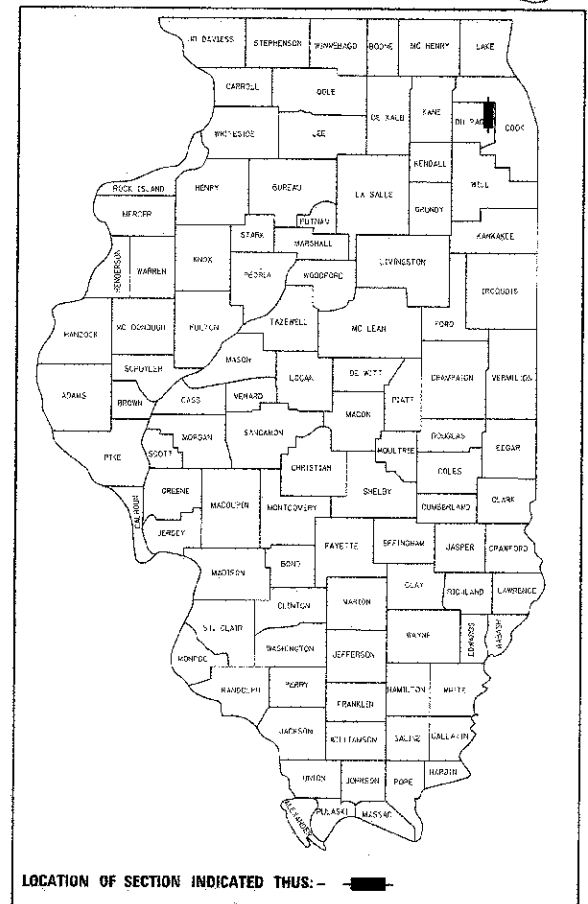 JO DAVIESS STEPHENSON WINNEBAGO BOONE MC HENRY LAKE
CARROLL OGLE DE KALB KANE DU PAGE COOK
WHITESIDE LEE
KENDALL WILL
ROCK ISLAND HENRY BUREAU LA SALLE GRUNDY
MERCER PUTNAM KANKAKEE
STARK MARSHALL LIVINGSTON
HENDERSON WARREN KNOX PEORIA WOODFORD IROQUOIS
HANCOCK MC DONOUGH FULTON TAZEWELL MC LEAN FORD
SCHUYLER MASON
ADAMS BROWN CASS MENARD LOGAN DE WITT PIATT CHAMPAIGN VERMILION
MACON
PIKE SCOTT MORGAN SANGAMON MOULTRIE DOUGLAS EDGAR
CHRISTIAN COLES
CALHOUN GREENE MACOUPIN MONTGOMERY SHELBY CUMBERLAND CLARK
JERSEY
FAYETTE EFFINGHAM JASPER CRAWFORD
MADISON BOND
CLAY RICHLAND LAWRENCE
CLINTON MARION
ST. CLAIR WAYNE EDWARDS WABASH
WASHINGTON JEFFERSON
MONROE
RANDOLPH PERRY HAMILTON WHITE
FRANKLIN
JACKSON WILLIAMSON SALINE GALLATIN
UNION JOHNSON POPE HARDIN
ALEXANDER PULASKI MASSAC
LOCATION OF SECTION INDICATED THUS: -